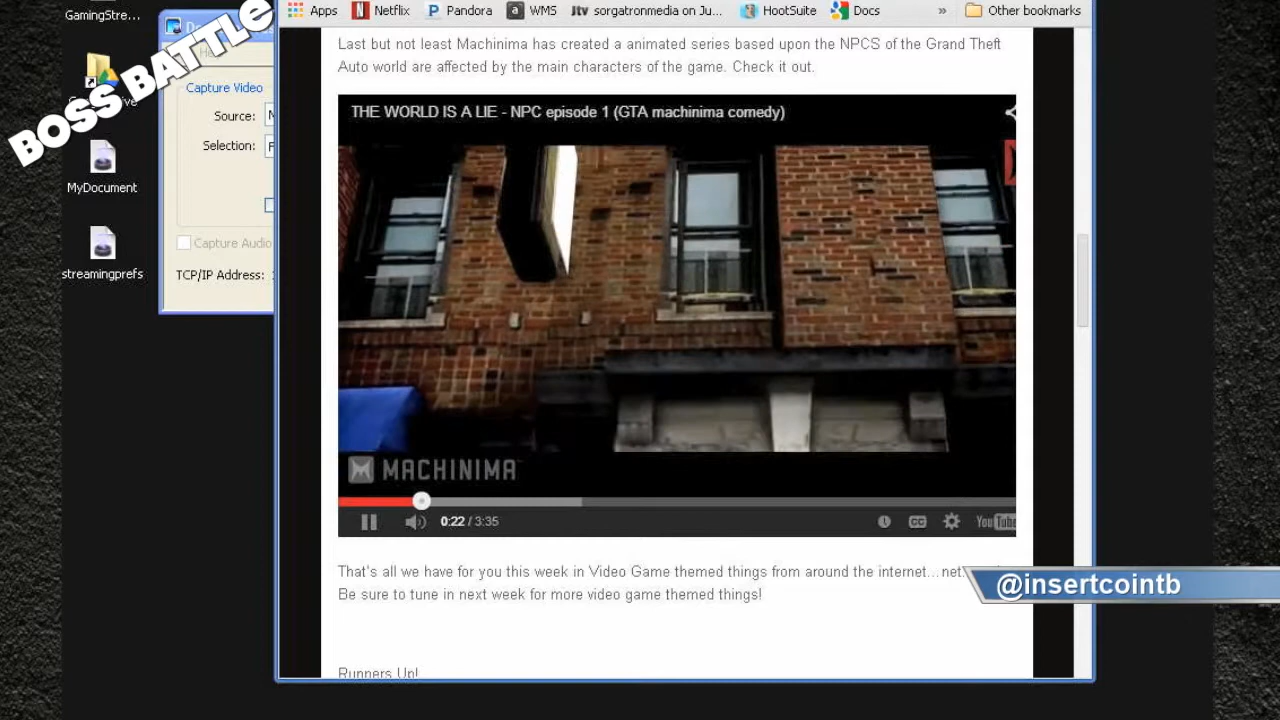 GamingStre...
BOSS BATTLE
MyDocument
streamingprefs
Capture Video
Source:
Selection:
Capture Audio
TCP/IP Address:
Apps
Netflix
Pandora
WMS
Jtv sorgatronmedia on Ju...
HootSuite
Docs
»
Other bookmarks
Last but not least Machinima has created a animated series based upon the NPCS of the Grand Theft
Auto world are affected by the main characters of the game. Check it out.
THE WORLD IS A LIE - NPC episode 1 (GTA machinima comedy)
MACHINIMA
0:22 / 3:35
CC
YouTube
That's all we have for you this week in Video Game themed things from around the internet...net.
Be sure to tune in next week for more video game themed things!
@insertcointb
Runners Up!